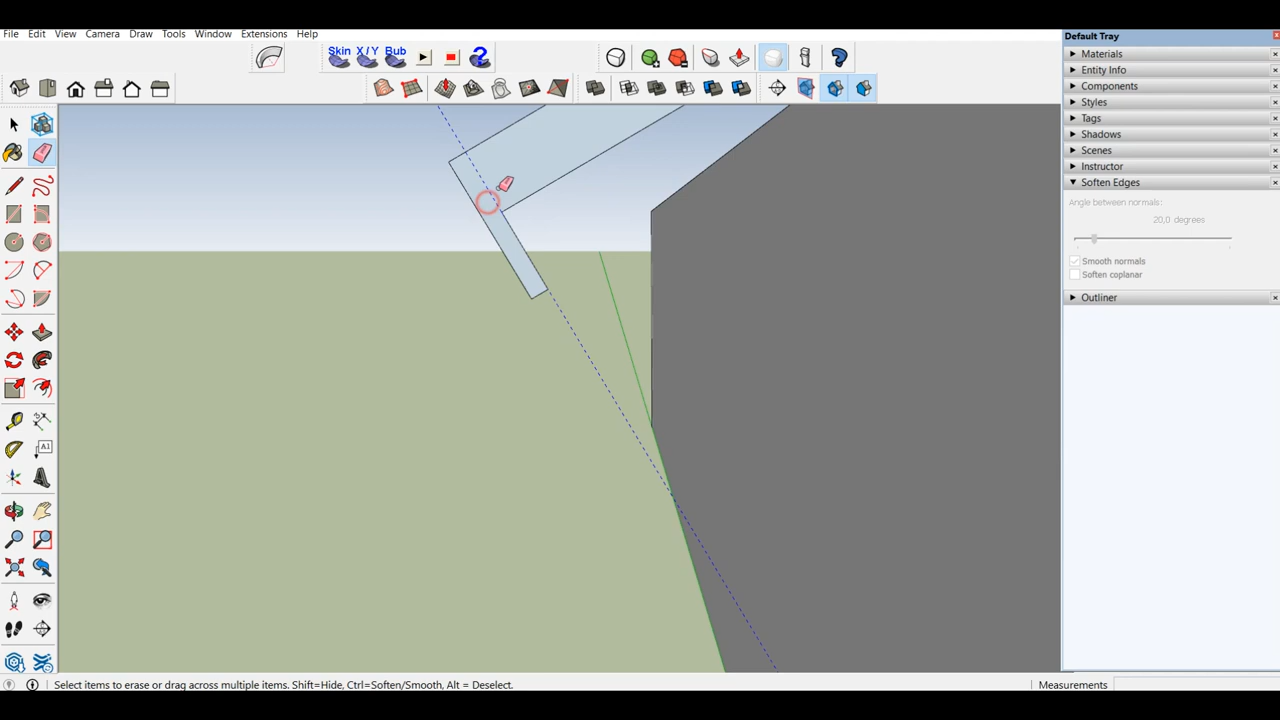 Default Tray
File Edit View Camera Draw Tools Window Extensions Help
Skin X/Y Bub
Materials
Entity Info
Components
Styles
Tags
Shadows
Scenes
Instructor
Soften Edges
Angle between normals:
20,0 degrees
Smooth normals
Soften coplanar
Outliner
A1
Select items to erase or drag across multiple items. Shift=Hide, Ctrl=Soften/Smooth, Alt = Deselect.
Measurements